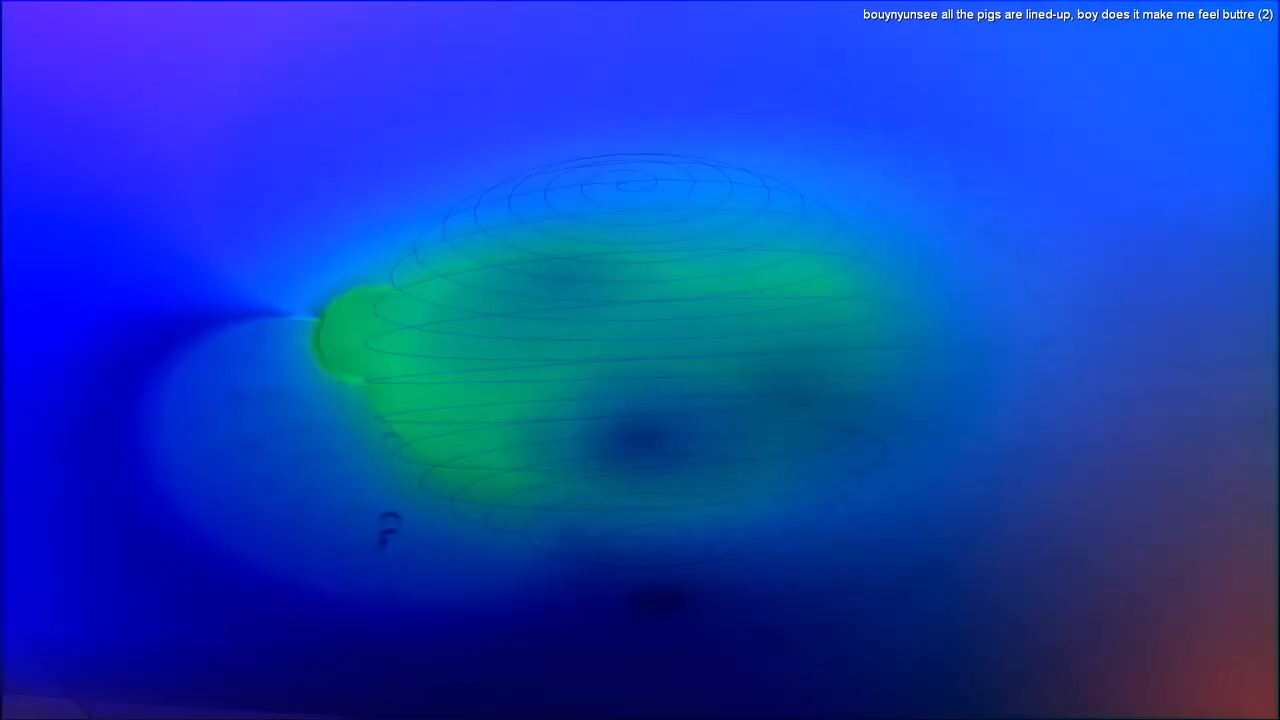 bouynyunsee all the pigs are lined-up, boy does it make me feel buttre (2)